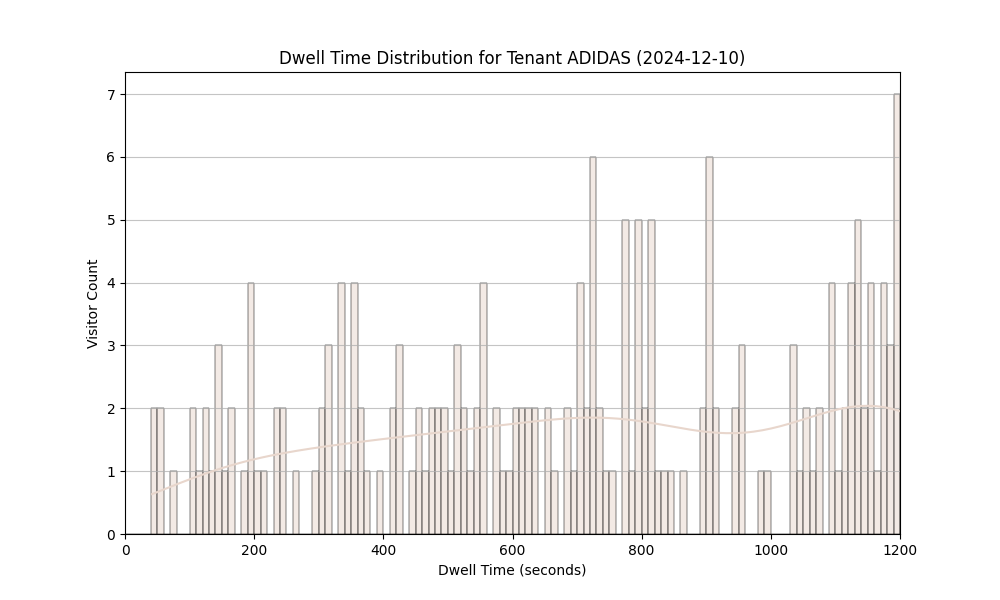 Dwell Time Distribution for Tenant ADIDAS (2024-12-10)
7
6
5
4
3
2
1
0
Visitor Count
0 200 400 600 800 1000 1200
Dwell Time (seconds)